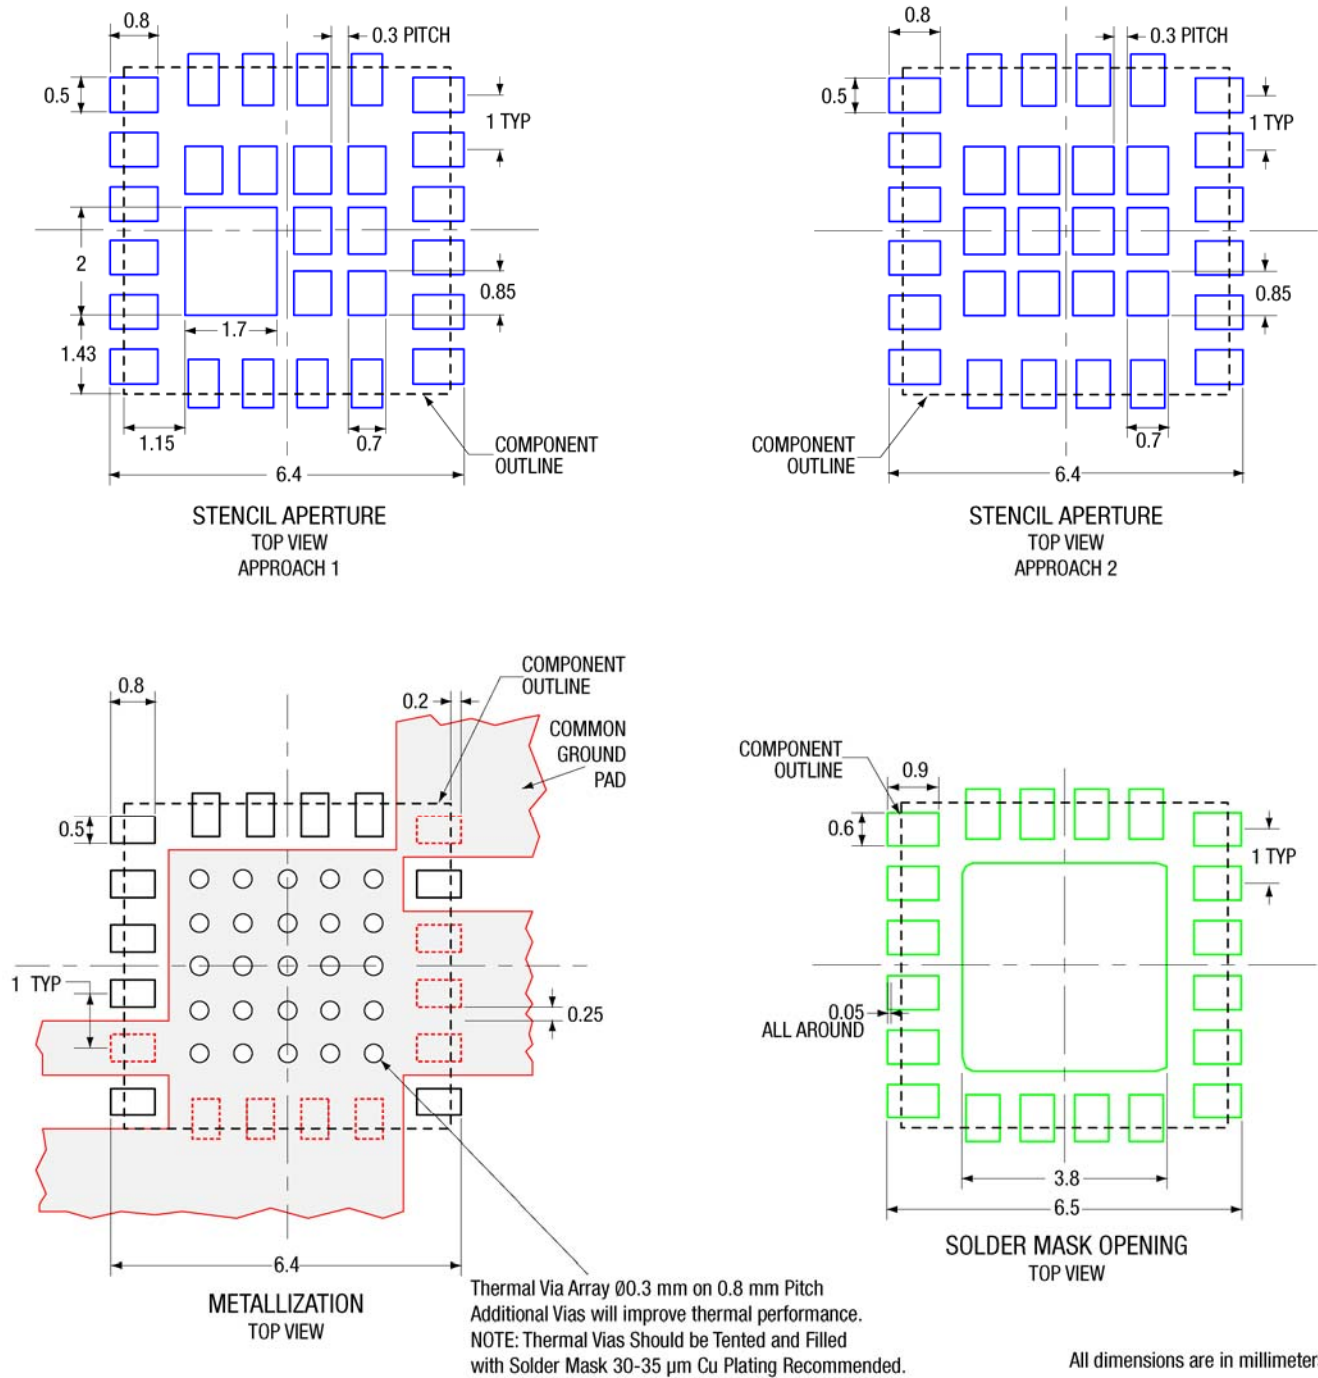 0.8
0.3 PITCH
0.5
1 TYP
2
0.85
1.7
1.43
1.15
0.7
COMPONENT
OUTLINE
6.4
STENCIL APERTURE
TOP VIEW
APPROACH 1
0.8
0.3 PITCH
0.5
1 TYP
0.85
0.7
COMPONENT
OUTLINE
6.4
STENCIL APERTURE
TOP VIEW
APPROACH 2
COMPONENT
OUTLINE
0.8
0.2
COMMON
GROUND
PAD
0.5
1 TYP
0.25
6.4
METALLIZATION
TOP VIEW
Thermal Via Array Ø0.3 mm on 0.8 mm Pitch
Additional Vias will improve thermal performance.
NOTE: Thermal Vias Should be Tented and Filled
with Solder Mask 30-35 µm Cu Plating Recommended.
COMPONENT
OUTLINE
0.9
0.6
1 TYP
0.05
ALL AROUND
3.8
6.5
SOLDER MASK OPENING
TOP VIEW
All dimensions are in millimeter